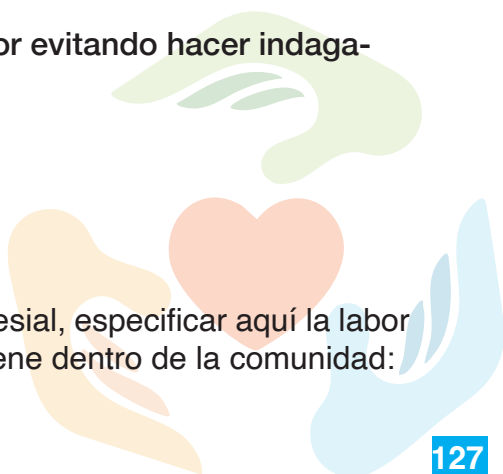 or evitando hacer indaga-
esial, especificar aquí la labor
ene dentro de la comunidad:
127